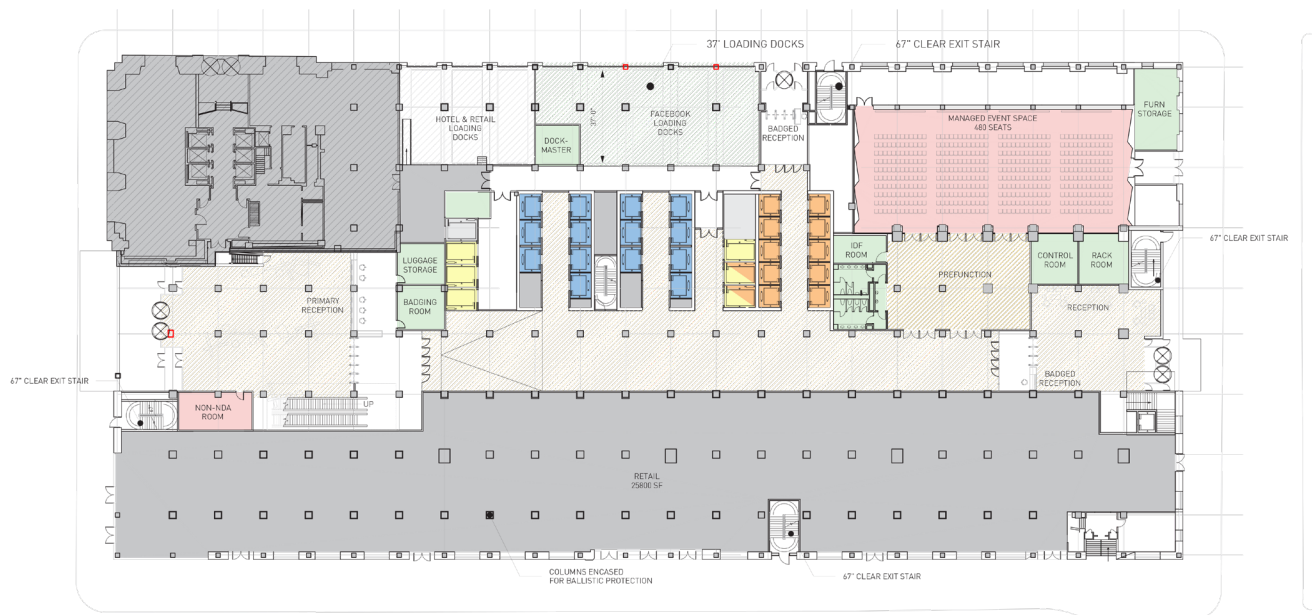 37' LOADING DOCKS
67" CLEAR EXIT STAIR
HOTEL & RETAIL
LOADING
DOCKS
37'-0"
FACEBOOK
LOADING
DOCKS
DOCK-
MASTER
BADGED
RECEPTION
MANAGED EVENT SPACE
480 SEATS
FURN
STORAGE
67" CLEAR EXIT STAIR
LUGGAGE
STORAGE
BADGING
ROOM
PRIMARY
RECEPTION
IDF
ROOM
PREFUNCTION
CONTROL
ROOM
RACK
ROOM
RECEPTION
BADGED
RECEPTION
67" CLEAR EXIT STAIR
NON-NDA
ROOM
UP
RETAIL
25800 SF
COLUMNS ENCASED
FOR BALLISTIC PROTECTION
67" CLEAR EXIT STAIR